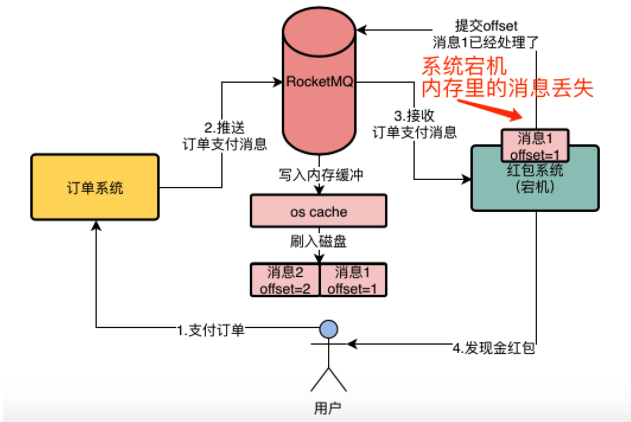 提交offset
消息1已经处理了
系统宕机
内存里的消息丢失
RocketMQ
2.推送
订单支付消息
3.接收
订单支付消息
消息1
offset=1
红包系统
（宕机）
订单系统
写入内存缓冲
os cache
刷入磁盘
消息2
offset=2
消息1
offset=1
1.支付订单
4.发现金红包
用户